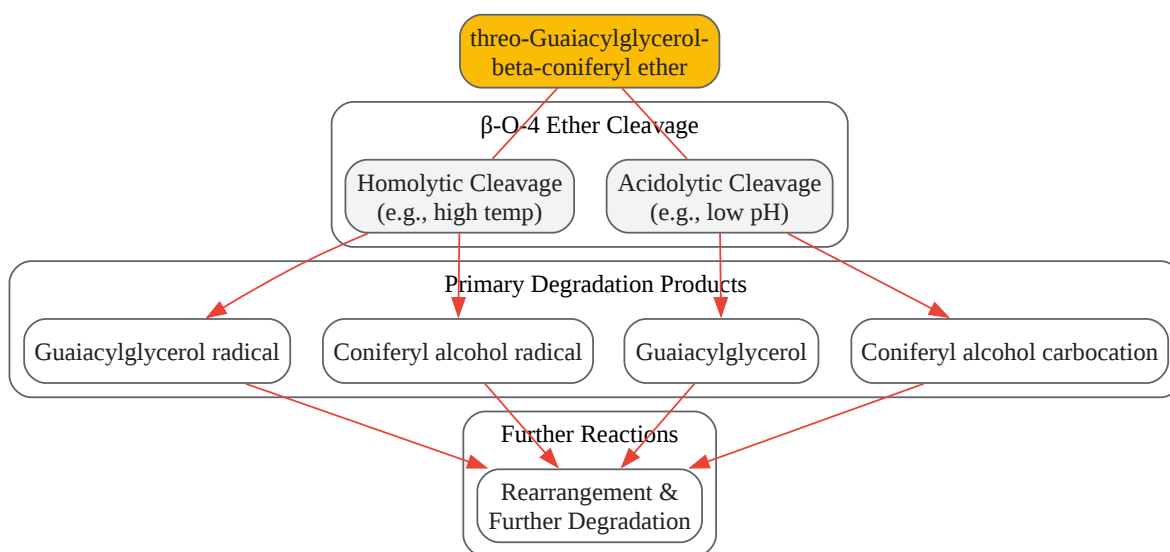 threo-Guaiacylglycerol-
beta-coniferyl ether
β-O-4 Ether Cleavage
Homolytic Cleavage
(e.g., high temp)
Acidolytic Cleavage
(e.g., low pH)
Primary Degradation Products
Guaiacylglycerol radical
Coniferyl alcohol radical
Guaiacylglycerol
Coniferyl alcohol carbocation
Further Reactions
Rearrangement &
Further Degradation